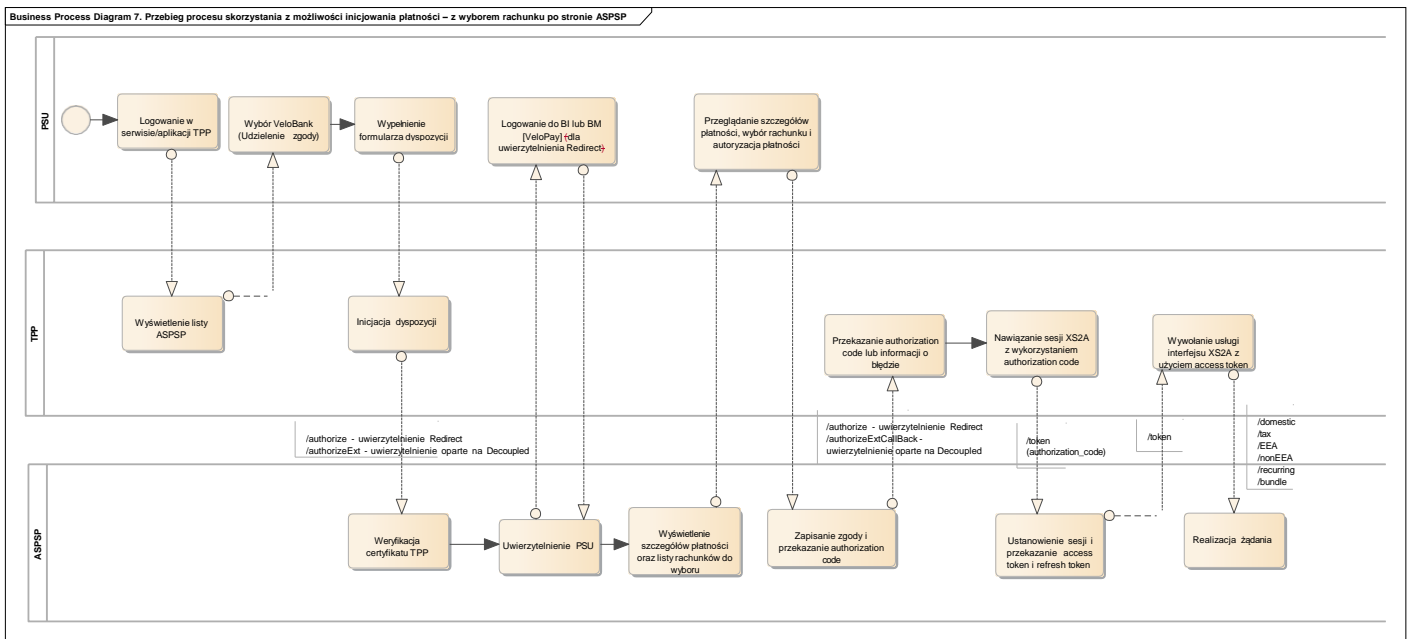 Business Process Diagram 7. Przebieg procesu skorzystania z możliwości inicjowania płatności – z wyborem rachunku po stronie ASPSP
PSU
Logowanie w
serwisie/aplikacji TPP
Wybór VeloBank
(Udzielenie zgody)
Wypełnienie
formularza dyspozycji
Logowanie do BI lub BM
[VeloPay] (dla
uwierzytelnienia Redirect)
Przeglądanie szczegółów
płatności, wybór rachunku i
autoryzacja płatności
TPP
Wyświetlenie listy
ASPSP
Inicjacja dyspozycji
Przekazanie authorization
code lub informacji o
błędzie
Nawiązanie sesji XS2A
z wykorzystaniem
authorization code
Wywołanie usługi
interfejsu XS2A z
użyciem access token
/authorize - uwierzytelnienie Redirect
/authorizeExt - uwierzytelnienie oparte na Decoupled
/authorize - uwierzytelnienie Redirect
/authorizeExtCallBack -
uwierzytelnienie oparte na Decoupled
/token
(authorization_code)
/token
/domestic
/tax
/EEA
/nonEEA
/recurring
/bundle
ASPSP
Weryfikacja
certyfikatu TPP
Uwierzytelnienie PSU
Wyświetlenie
szczegółów płatności
oraz listy rachunków do
wyboru
Zapisanie zgody i
przekazanie authorization
code
Ustanowienie sesji i
przekazanie access
token i refresh token
Realizacja żądania